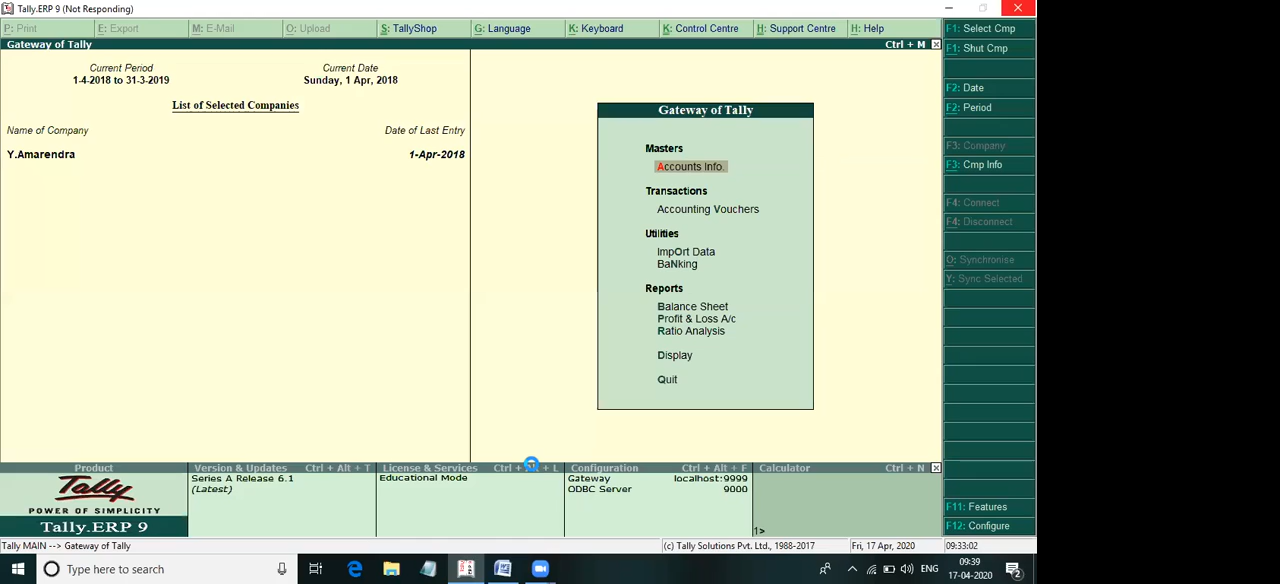 Tally.ERP 9 (Not Responding)
P: Print E: Export M: E-Mail O: Upload S: TallyShop G: Language K: Keyboard K: Control Centre H: Support Centre H: Help
Gateway of Tally Ctrl + M
Current Period Current Date
1-4-2018 to 31-3-2019 Sunday, 1 Apr, 2018
List of Selected Companies
Name of Company Date of Last Entry
Y.Amarendra 1-Apr-2018
Gateway of Tally
Masters
Accounts Info.
Transactions
Accounting Vouchers
Utilities
ImpOrt Data
BaNking
Reports
Balance Sheet
Profit & Loss A/c
Ratio Analysis
Display
Quit
F1: Select Cmp
F1: Shut Cmp
F2: Date
F2: Period
F3: Company
F3: Cmp Info
F4: Connect
F4: Disconnect
O: Synchronise
Y: Sync Selected
F11: Features
F12: Configure
Product
Tally
POWER OF SIMPLICITY
Tally.ERP 9
Version & Updates Ctrl + Alt + T
Series A Release 6.1
(Latest)
License & Services Ctrl + Alt + L
Educational Mode
Configuration Ctrl + Alt + F
Gateway localhost:9999
ODBC Server 9000
Calculator Ctrl + N
1>
Tally MAIN --> Gateway of Tally (c) Tally Solutions Pvt. Ltd., 1988-2017 Fri, 17 Apr, 2020 09:33:02
Type here to search
ENG
09:39
17-04-2020
2